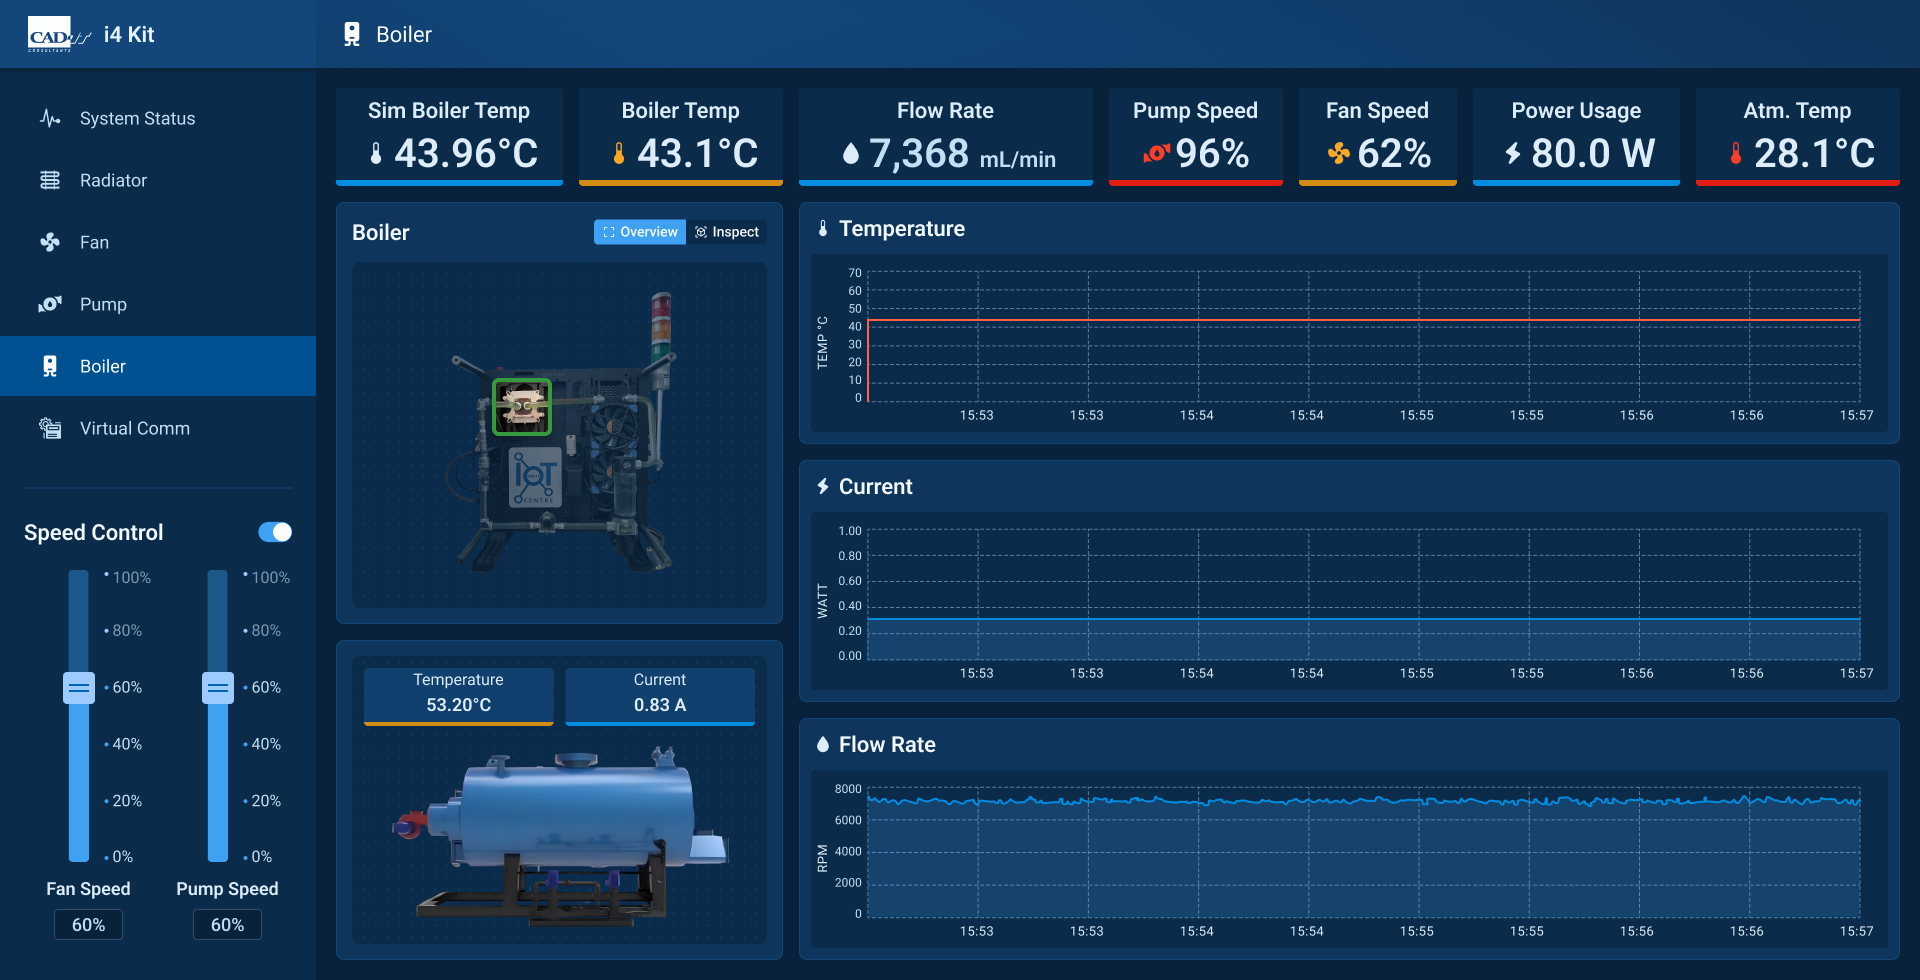 CAD
CONSULTANTS
i4 Kit
Boiler
System Status
Radiator
Fan
Pump
Boiler
Virtual Comm
Speed Control
100%
80%
60%
40%
20%
0%
Fan Speed
60%
100%
80%
60%
40%
20%
0%
Pump Speed
60%
Sim Boiler Temp
43.96°C
Boiler Temp
43.1°C
Flow Rate
7,368 mL/min
Pump Speed
96%
Fan Speed
62%
Power Usage
80.0 W
Atm. Temp
28.1°C
Boiler
Overview
Inspect
IoT
CENTRE
Temperature
53.20°C
Current
0.83 A
Temperature
TEMP °C
70
60
50
40
30
20
10
0
15:53 15:53 15:54 15:54 15:55 15:55 15:56 15:56 15:57
Current
WATT
1.00
0.80
0.60
0.40
0.20
0.00
15:53 15:53 15:54 15:54 15:55 15:55 15:56 15:56 15:57
Flow Rate
RPM
8000
6000
4000
2000
0
15:53 15:53 15:54 15:54 15:55 15:55 15:56 15:56 15:57